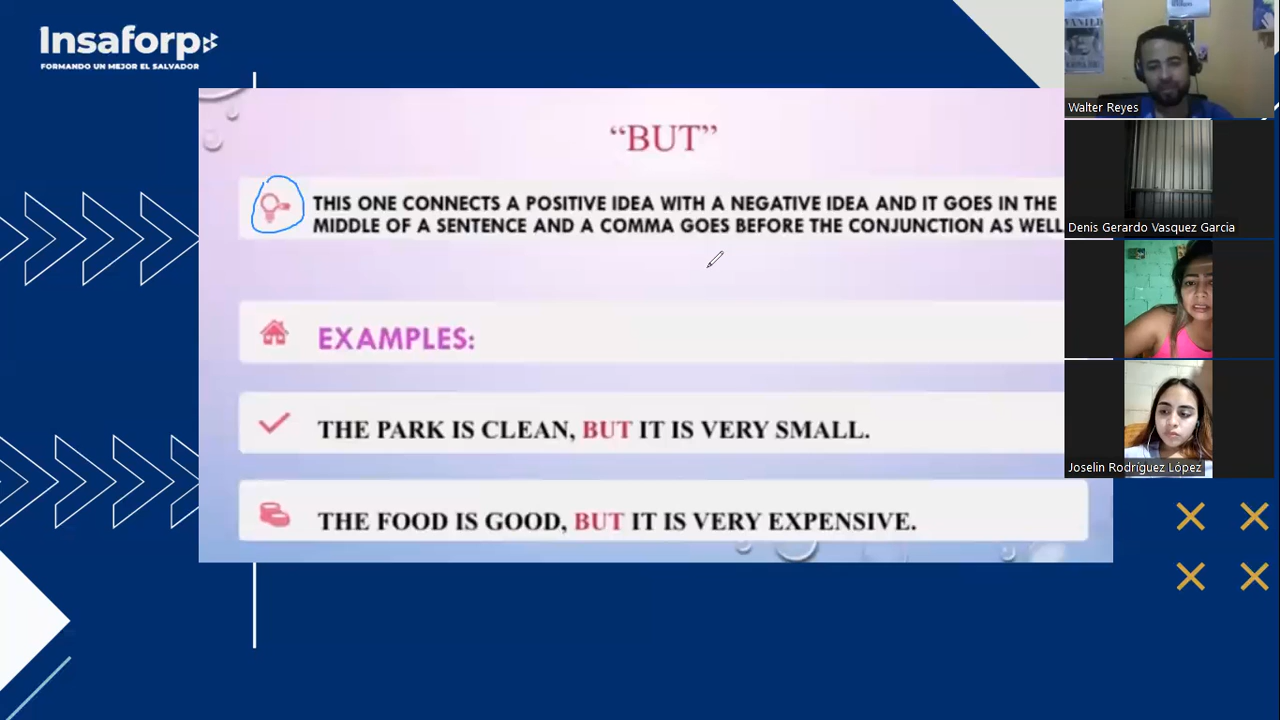 Insaforp
FORMANDO UN MEJOR EL SALVADOR
“BUT”
THIS ONE CONNECTS A POSITIVE IDEA WITH A NEGATIVE IDEA AND IT GOES IN THE
MIDDLE OF A SENTENCE AND A COMMA GOES BEFORE THE CONJUNCTION AS WELL
EXAMPLES:
THE PARK IS CLEAN, BUT IT IS VERY SMALL.
THE FOOD IS GOOD, BUT IT IS VERY EXPENSIVE.
WANTED
Walter Reyes
Denis Gerardo Vasquez Garcia
Joselin Rodríguez López